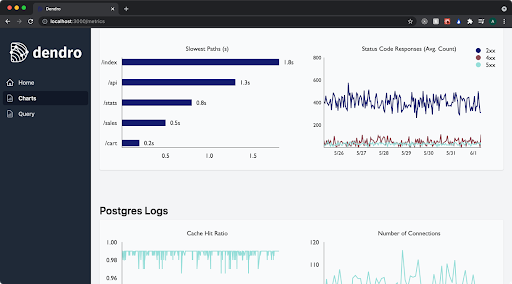 Dendro
localhost:3000/metrics
dendro
Home
Charts
Query
Slowest Paths (s)
/index
1.8s
/api
1.3s
/stats
0.8s
/sales
0.5s
/cart
0.2s
0.5
1.0
1.5
Status Code Responses (Avg. Count)
2xx
4xx
5xx
800
600
400
200
5/26
5/27
5/28
5/29
5/30
5/31
6/1
Postgres Logs
Cache Hit Ratio
1.00
0.98
0.96
Number of Connections
120
110
100